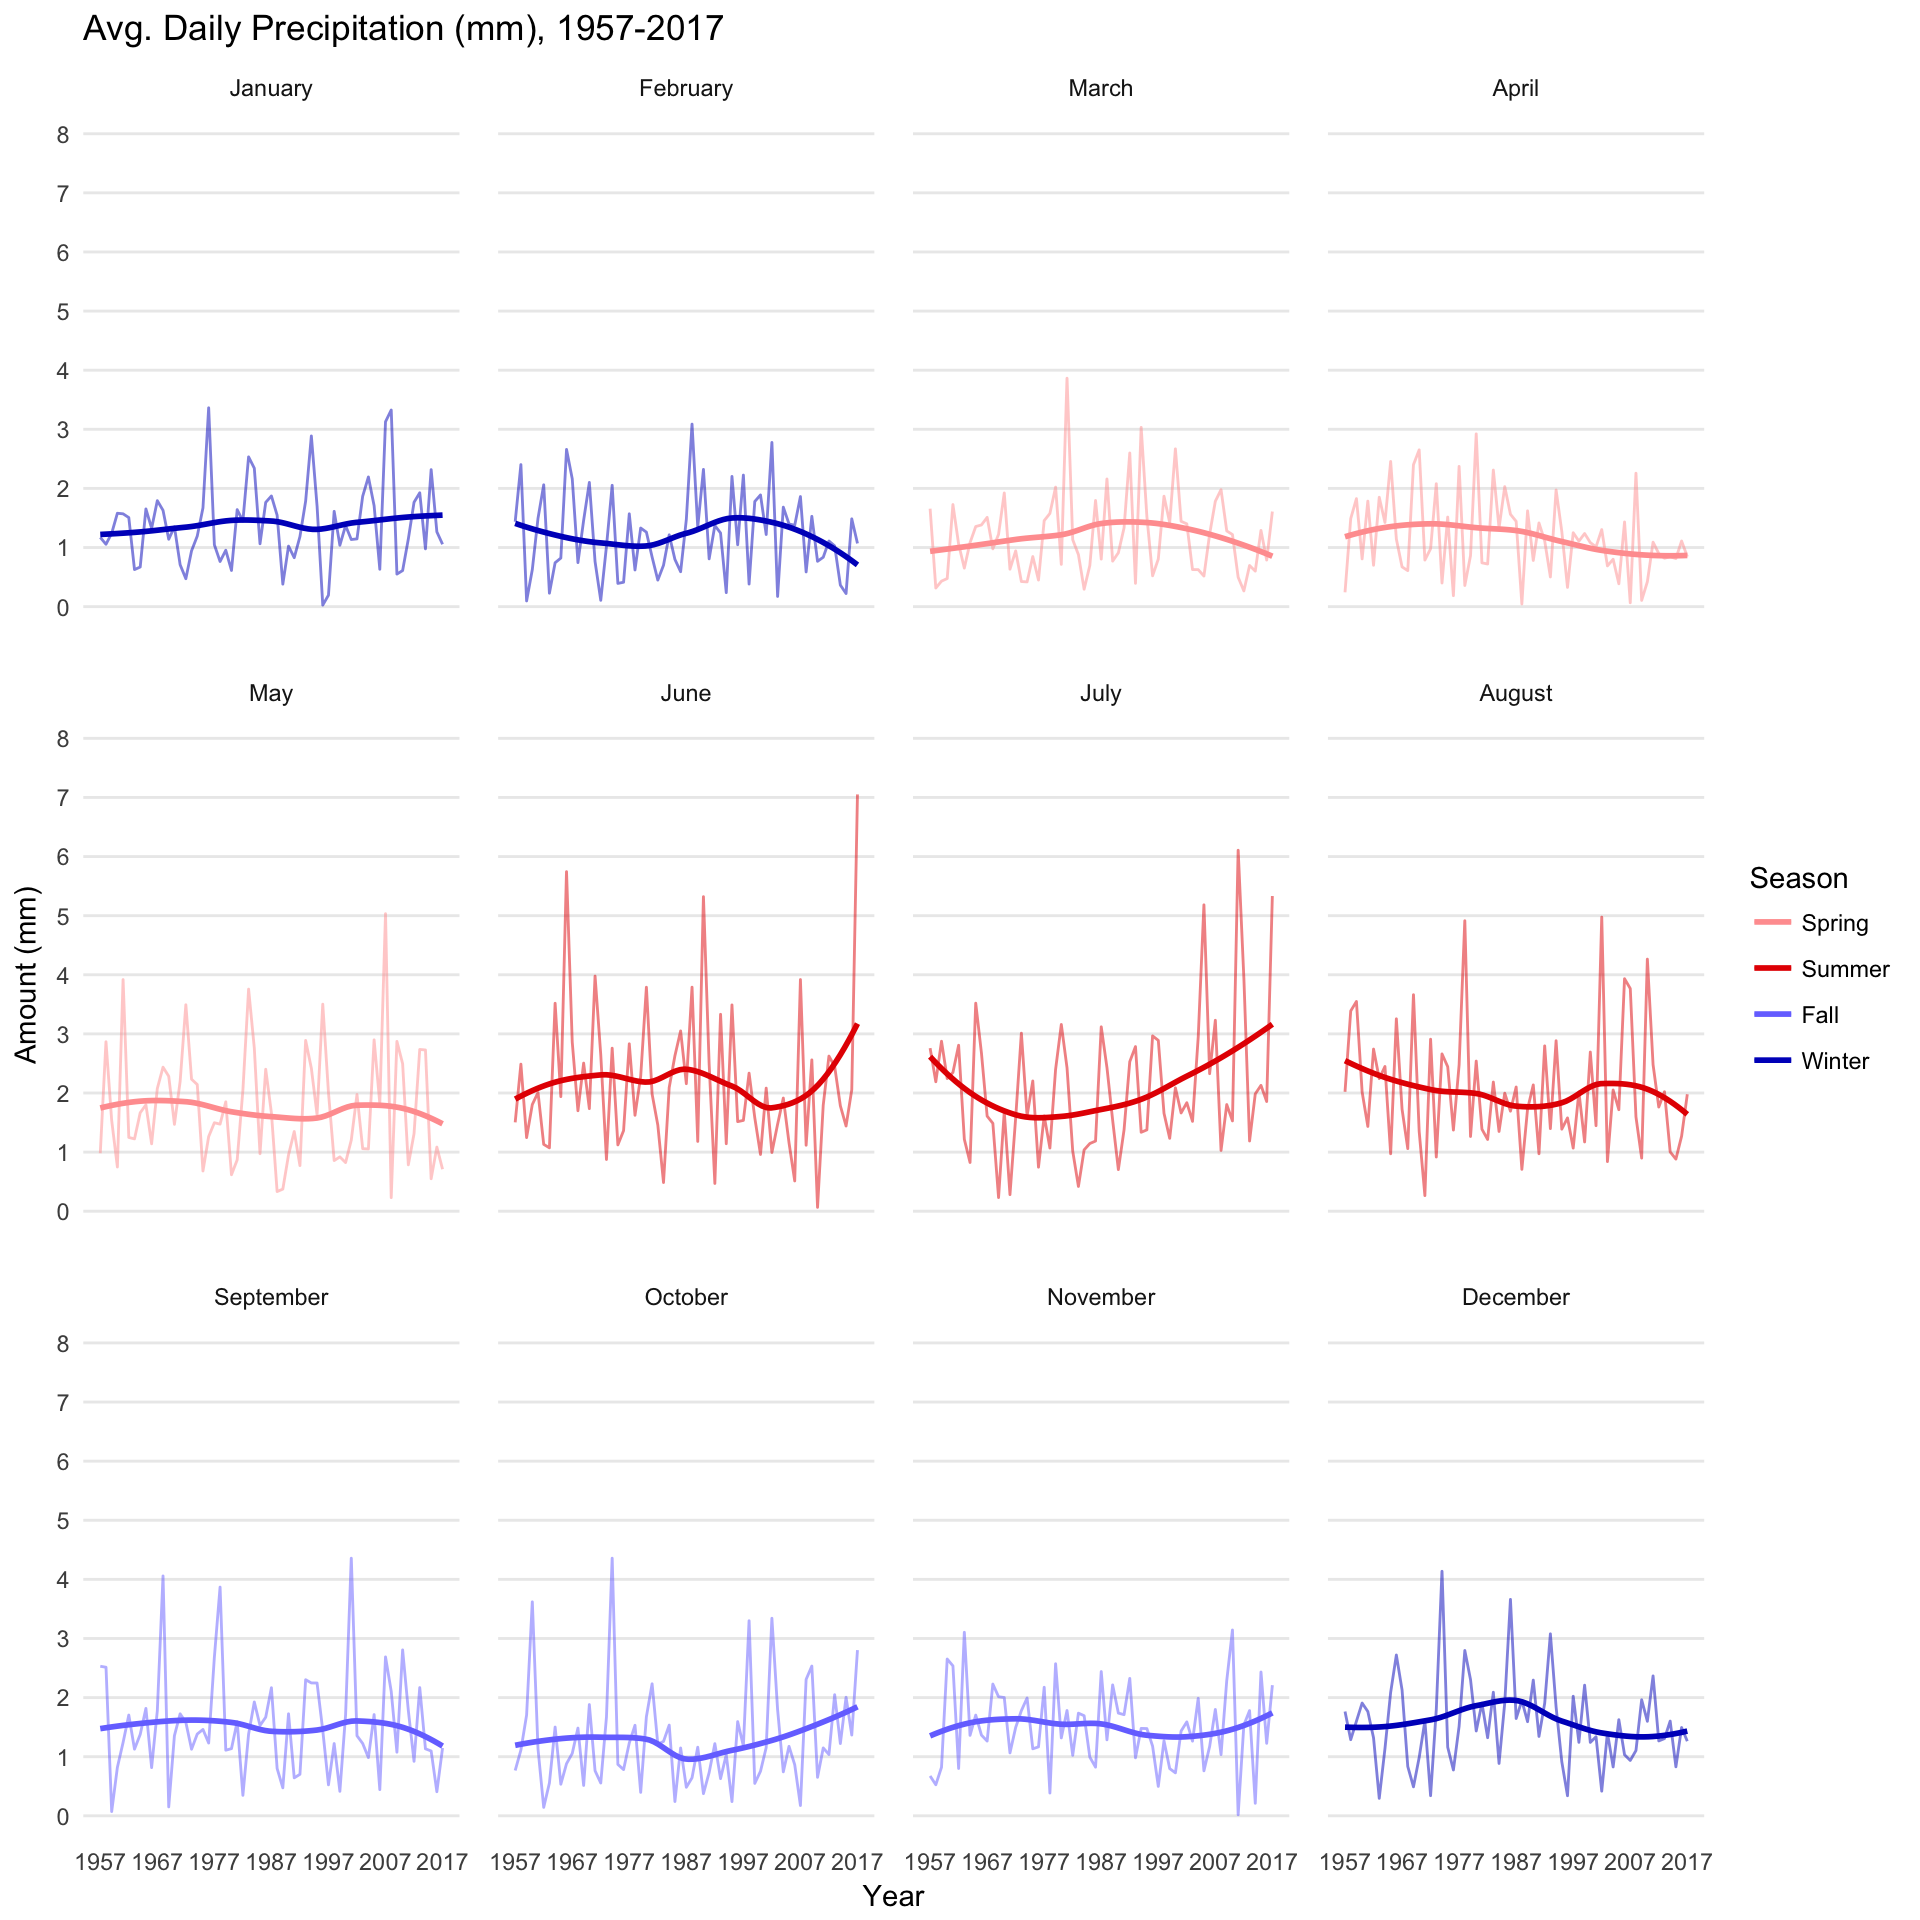 Avg. Daily Precipitation (mm), 1957-2017
January February March April
8
7
6
5
4
3
2
1
0
May June July August
8
7
6
5
4
3
2
1
0
Amount (mm)
Season
Spring
Summer
Fall
Winter
September October November December
8
7
6
5
4
3
2
1
0
1957 1967 1977 1987 1997 2007 2017 1957 1967 1977 1987 1997 2007 2017 1957 1967 1977 1987 1997 2007 2017 1957 1967 1977 1987 1997 2007 2017
Year